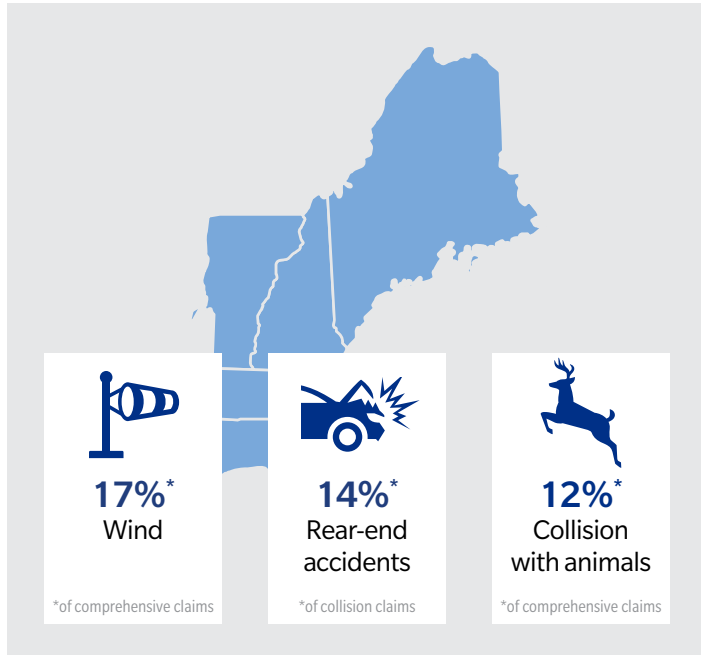 17%*
Wind
*of comprehensive claims
14%*
Rear-end
accidents
*of collision claims
12%*
Collision
with animals
*of comprehensive claims